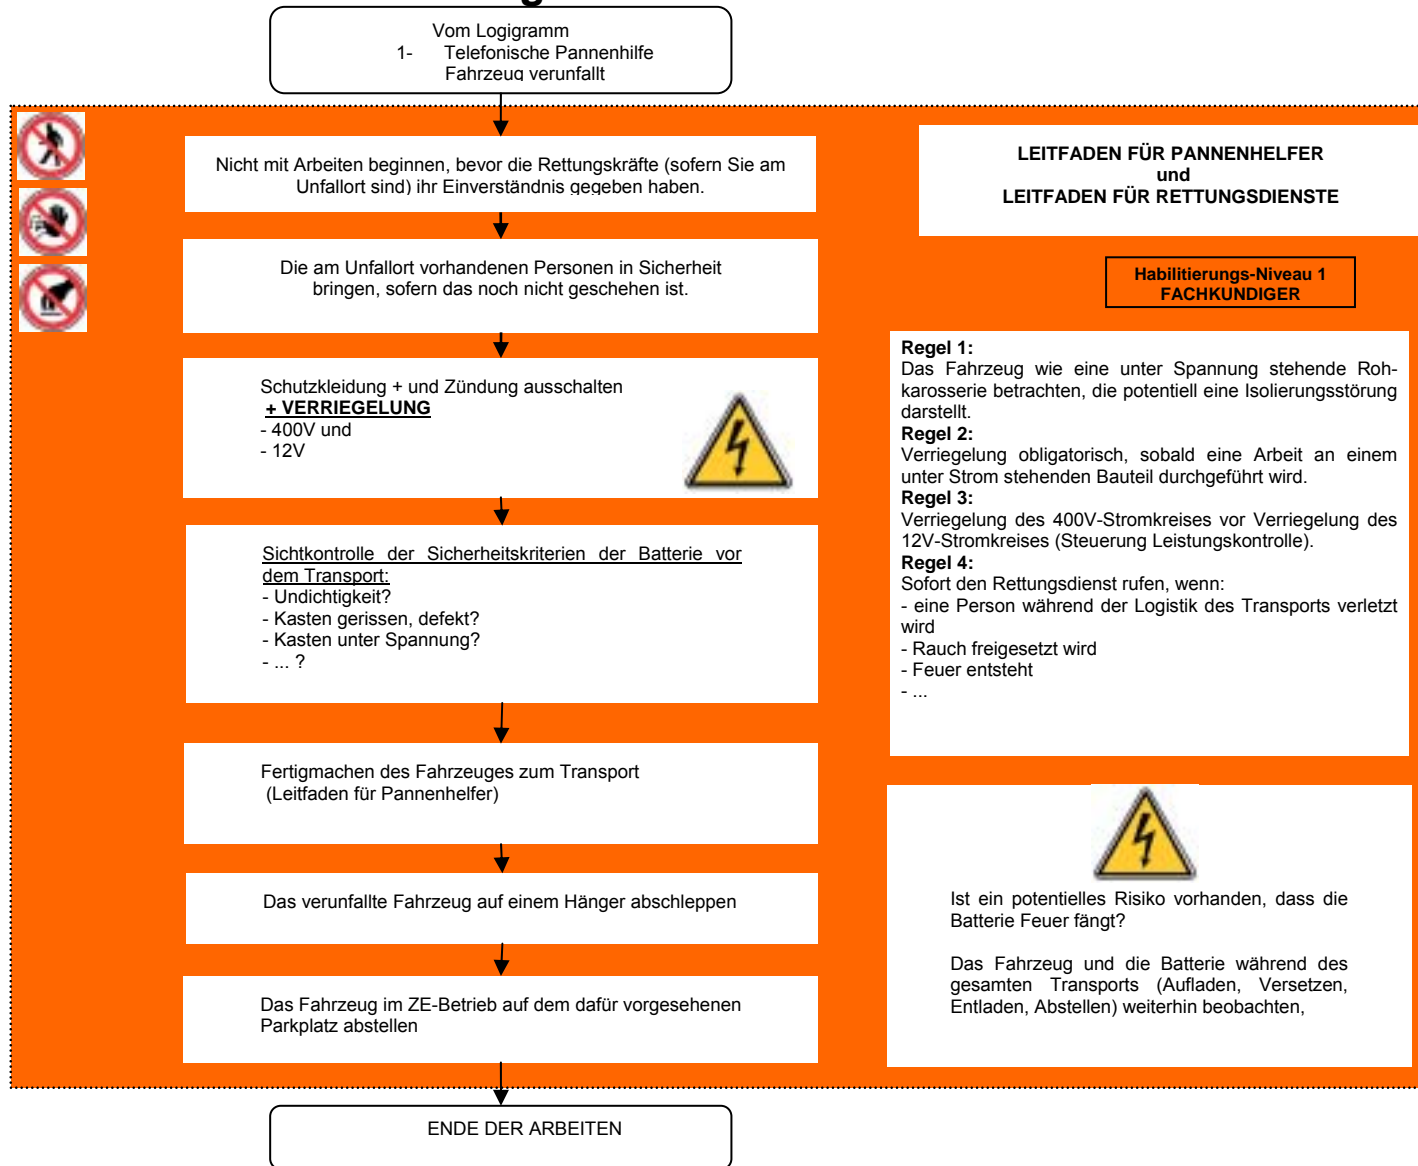 Vom Logigramm
1- Telefonische Pannenhilfe
Fahrzeug verunfallt
Nicht mit Arbeiten beginnen, bevor die Rettungskräfte (sofern Sie am
Unfallort sind) ihr Einverständnis gegeben haben.
Die am Unfallort vorhandenen Personen in Sicherheit
bringen, sofern das noch nicht geschehen ist.
Schutzkleidung + und Zündung ausschalten
+ VERRIEGELUNG
- 400V und
- 12V
Sichtkontrolle der Sicherheitskriterien der Batterie vor
dem Transport:
- Undichtigkeit?
- Kasten gerissen, defekt?
- Kasten unter Spannung?
- ... ?
Fertigmachen des Fahrzeuges zum Transport
(Leitfaden für Pannenhelfer)
Das verunfallte Fahrzeug auf einem Hänger abschleppen
Das Fahrzeug im ZE-Betrieb auf dem dafür vorgesehenen
Parkplatz abstellen
ENDE DER ARBEITEN
LEITFADEN FÜR PANNENHELFER
und
LEITFADEN FÜR RETTUNGSDIENSTE
Habilitierungs-Niveau 1
FACHKUNDIGER
Regel 1:
Das Fahrzeug wie eine unter Spannung stehende Roh-
karosserie betrachten, die potentiell eine Isolierungsstörung
darstellt.
Regel 2:
Verriegelung obligatorisch, sobald eine Arbeit an einem
unter Strom stehenden Bauteil durchgeführt wird.
Regel 3:
Verriegelung des 400V-Stromkreises vor Verriegelung des
12V-Stromkreises (Steuerung Leistungskontrolle).
Regel 4:
Sofort den Rettungsdienst rufen, wenn:
- eine Person während der Logistik des Transports verletzt
wird
- Rauch freigesetzt wird
- Feuer entsteht
- ...
Ist ein potentielles Risiko vorhanden, dass die
Batterie Feuer fängt?
Das Fahrzeug und die Batterie während des
gesamten Transports (Aufladen, Versetzen,
Entladen, Abstellen) weiterhin beobachten,